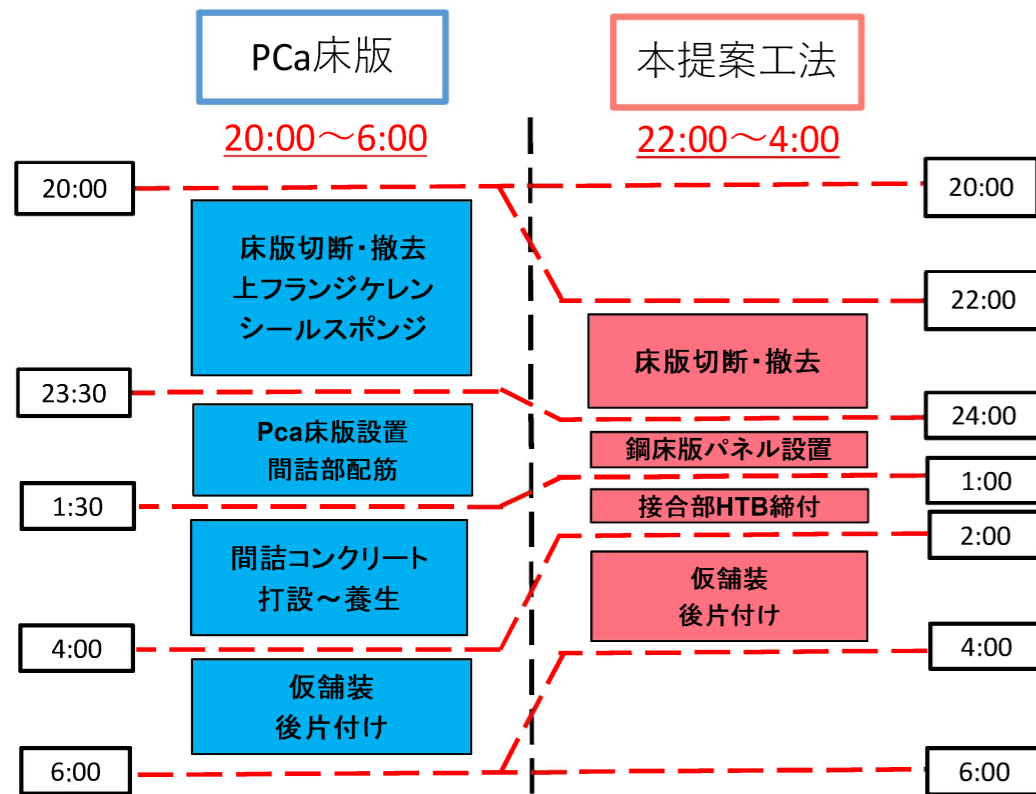 PCa床版
本提案工法
20:00～6:00
22:00～4:00
20:00
20:00
床版切断・撤去
上フランジケレン
シールスポンジ
22:00
床版切断・撤去
23:30
24:00
Pca床版設置
間詰部配筋
鋼床版パネル設置
1:00
1:30
接合部HTB締付
2:00
間詰コンクリート
打設～養生
仮舗装
後片付け
4:00
4:00
仮舗装
後片付け
6:00
6:00